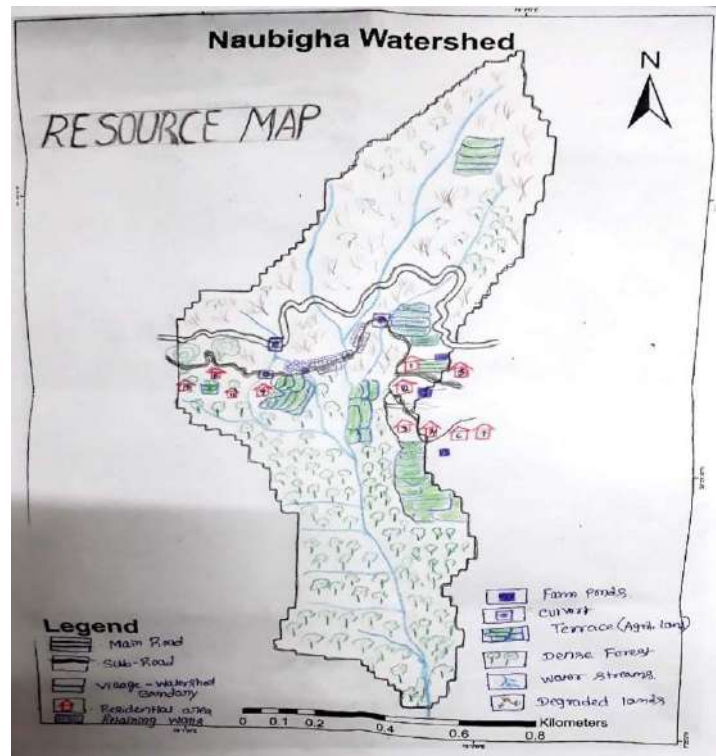 Naubigha Watershed
RESOURCE MAP
N
Legend
Main Road
Sub-Road
Village-Watershed
Boundary
Residential area
Retaining walls
Farm Ponds
Culvert
Terrace (Agril. land)
Dense Forest
Water streams
Degraded lands
0 0.1 0.2 0.4 0.6 0.8
Kilometers